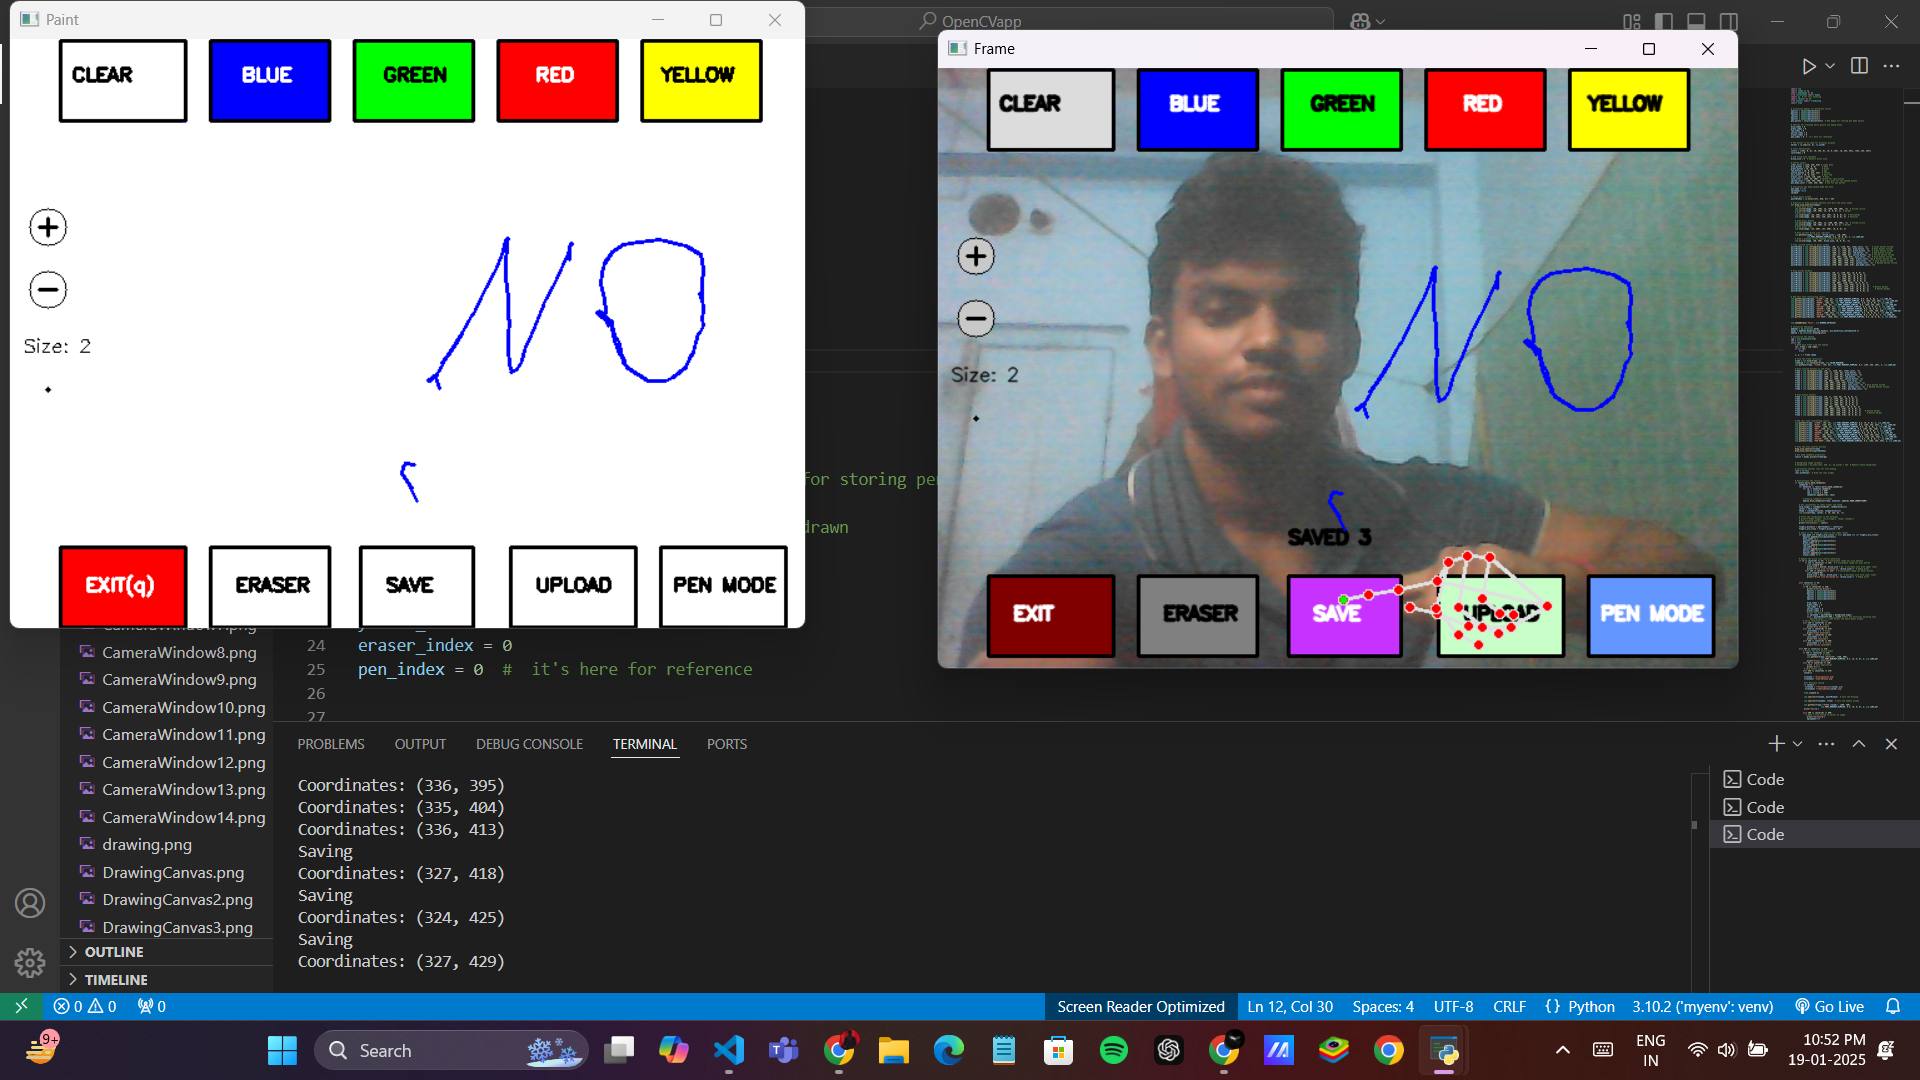 Paint
CLEAR BLUE GREEN RED YELLOW
Size: 2
NO
EXIT(q) ERASER SAVE UPLOAD PEN MODE
OpenCVapp
Frame
CLEAR BLUE GREEN RED YELLOW
Size: 2
NO
SAVED 3
EXIT ERASER SAVE UPLOAD PEN MODE
for storing pe
drawn
24 eraser_index = 0
25 pen_index = 0 # it's here for reference
26
27
CameraWindow8.png
CameraWindow9.png
CameraWindow10.png
CameraWindow11.png
CameraWindow12.png
CameraWindow13.png
CameraWindow14.png
drawing.png
DrawingCanvas.png
DrawingCanvas2.png
DrawingCanvas3.png
OUTLINE
TIMELINE
PROBLEMS OUTPUT DEBUG CONSOLE TERMINAL PORTS
Coordinates: (336, 395)
Coordinates: (335, 404)
Coordinates: (336, 413)
Saving
Coordinates: (327, 418)
Saving
Coordinates: (324, 425)
Saving
Coordinates: (327, 429)
Code
Code
Code
0 0 0 Screen Reader Optimized Ln 12, Col 30 Spaces: 4 UTF-8 CRLF {} Python 3.10.2 ('myenv': venv) Go Live
9+ Search ENG IN 10:52 PM 19-01-2025